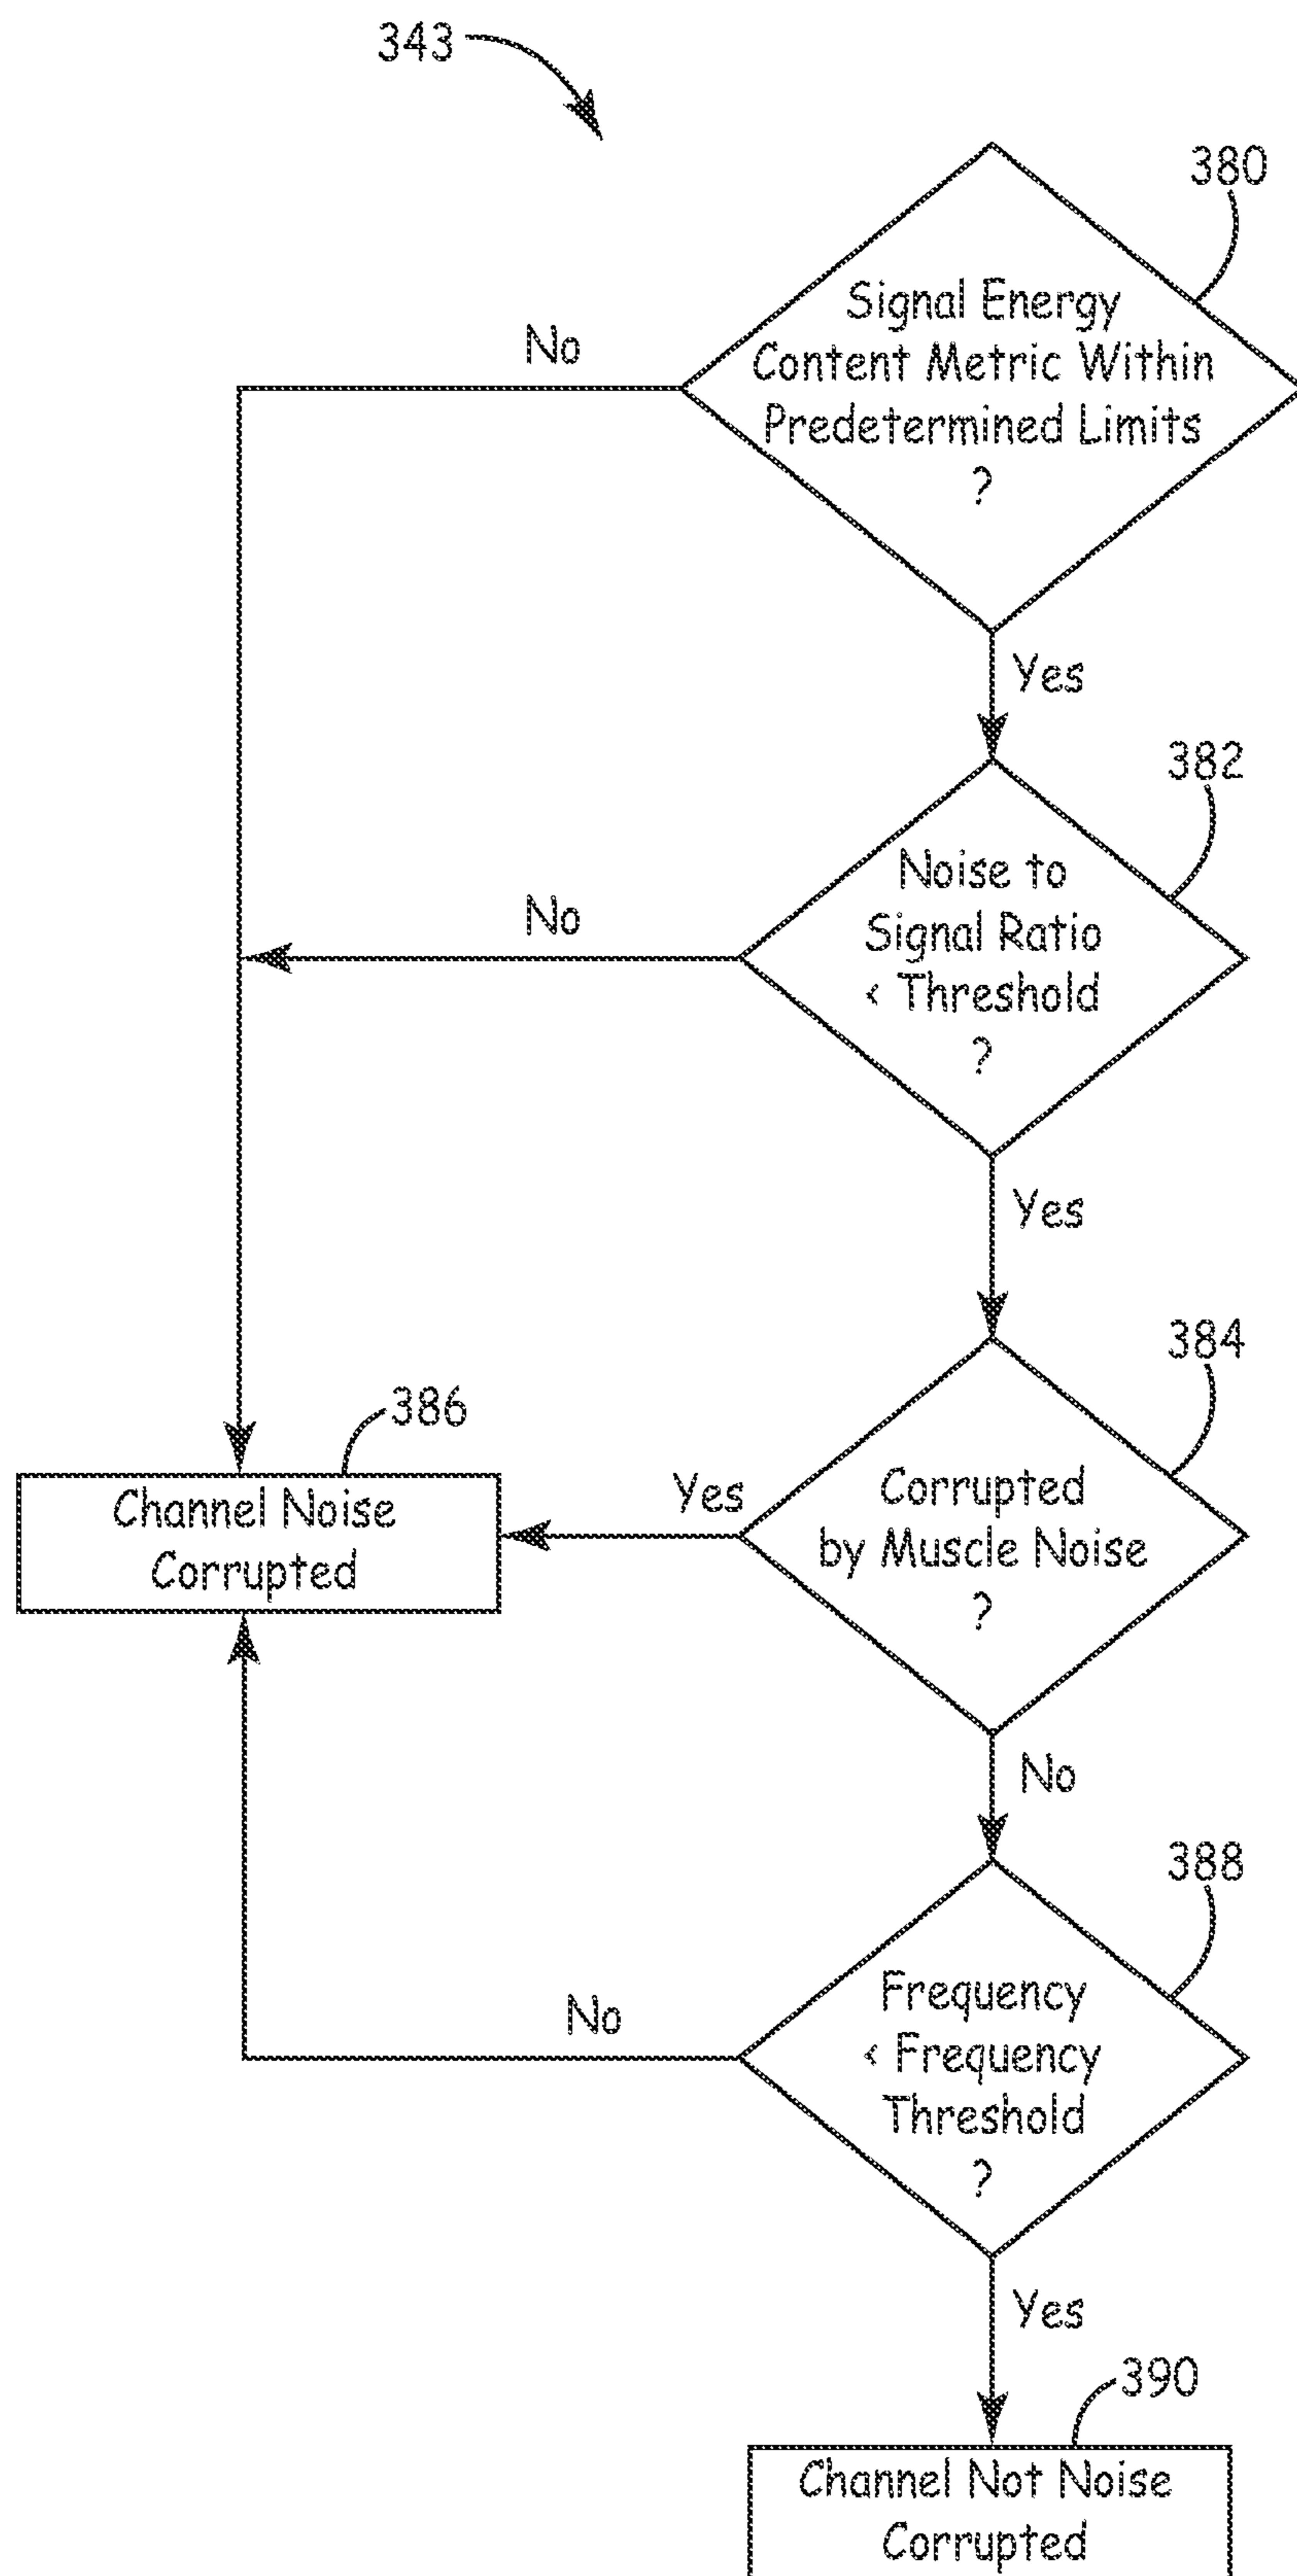 343
380
Signal Energy
Content Metric Within
Predetermined Limits
?
No
Yes
382
Noise to
Signal Ratio
< Threshold
?
No
Yes
384
386
Channel Noise
Corrupted
Yes
Corrupted
by Muscle Noise
?
No
388
Frequency
< Frequency
Threshold
?
No
Yes
390
Channel Not Noise
Corrupted